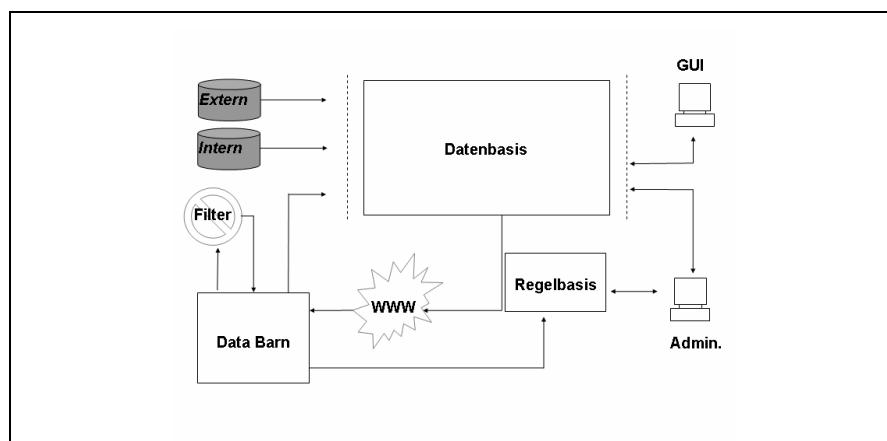 GUI
Extern
Datenbasis
Intern
Filter
Regelbasis
WWW
Data Barn
Admin.